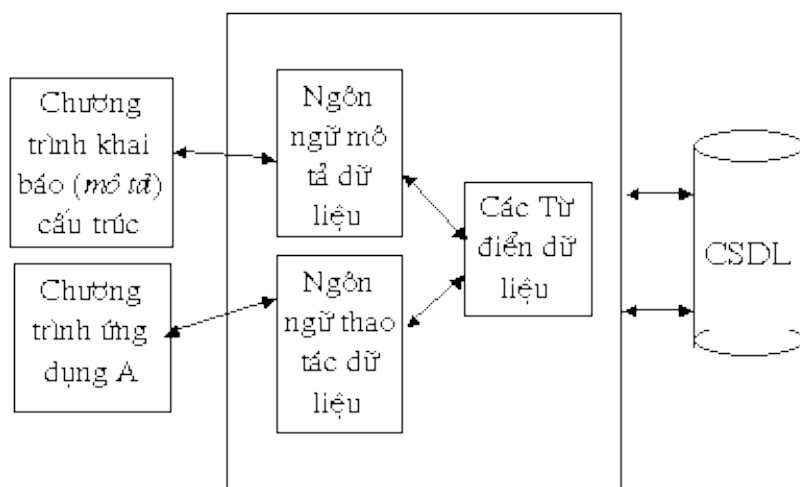 Chương
trình khai
báo (mô tả)
cấu trúc
Chương
trình ứng
dụng A
Ngôn
ngữ mô
tả dữ
liệu
Ngôn
ngữ thao
tác dữ
liệu
Các Từ
điển dữ
liệu
CSDL